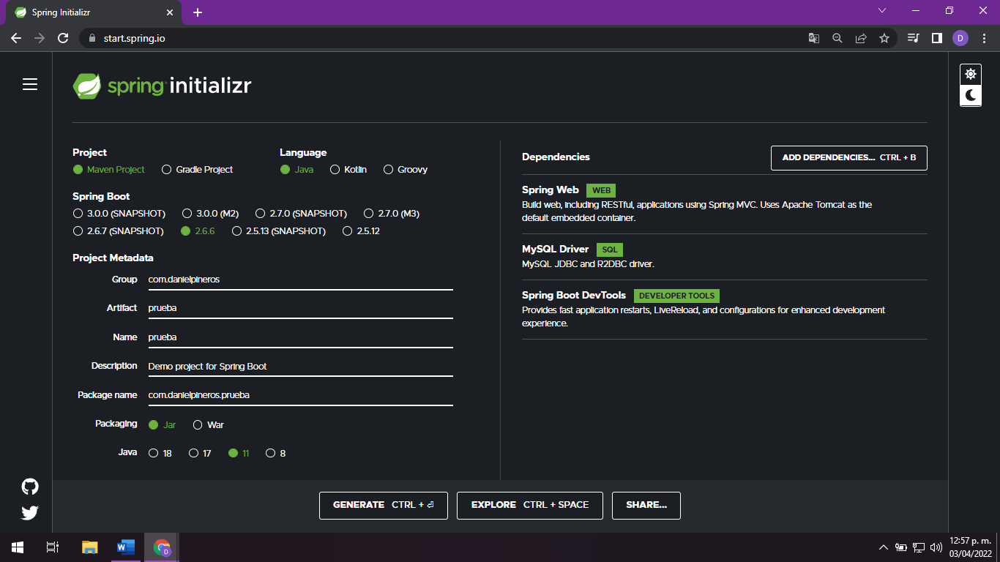 Spring Initializr
start.spring.io
D
spring initializr
Project
Maven Project Gradle Project
Language
Java Kotlin Groovy
Spring Boot
3.0.0 (SNAPSHOT) 3.0.0 (M2) 2.7.0 (SNAPSHOT) 2.7.0 (M3)
2.6.7 (SNAPSHOT) 2.6.6 2.5.13 (SNAPSHOT) 2.5.12
Project Metadata
Group com.danielpineros
Artifact prueba
Name prueba
Description Demo project for Spring Boot
Package name com.danielpineros.prueba
Packaging Jar War
Java 18 17 11 8
Dependencies
ADD DEPENDENCIES... CTRL + B
Spring Web WEB
Build web, including RESTful, applications using Spring MVC. Uses Apache Tomcat as the
default embedded container.
MySQL Driver SQL
MySQL JDBC and R2DBC driver.
Spring Boot DevTools DEVELOPER TOOLS
Provides fast application restarts, LiveReload, and configurations for enhanced development
experience.
GENERATE CTRL + ⏎
EXPLORE CTRL + SPACE
SHARE...
W
D
12:57 p. m.
03/04/2022